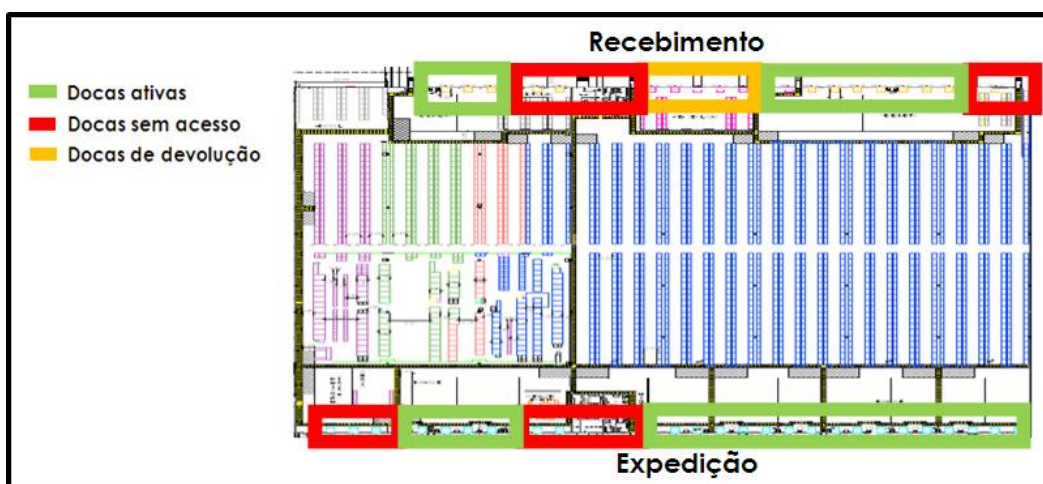 Recebimento
Docas ativas
Docas sem acesso
Docas de devolução
Expedição